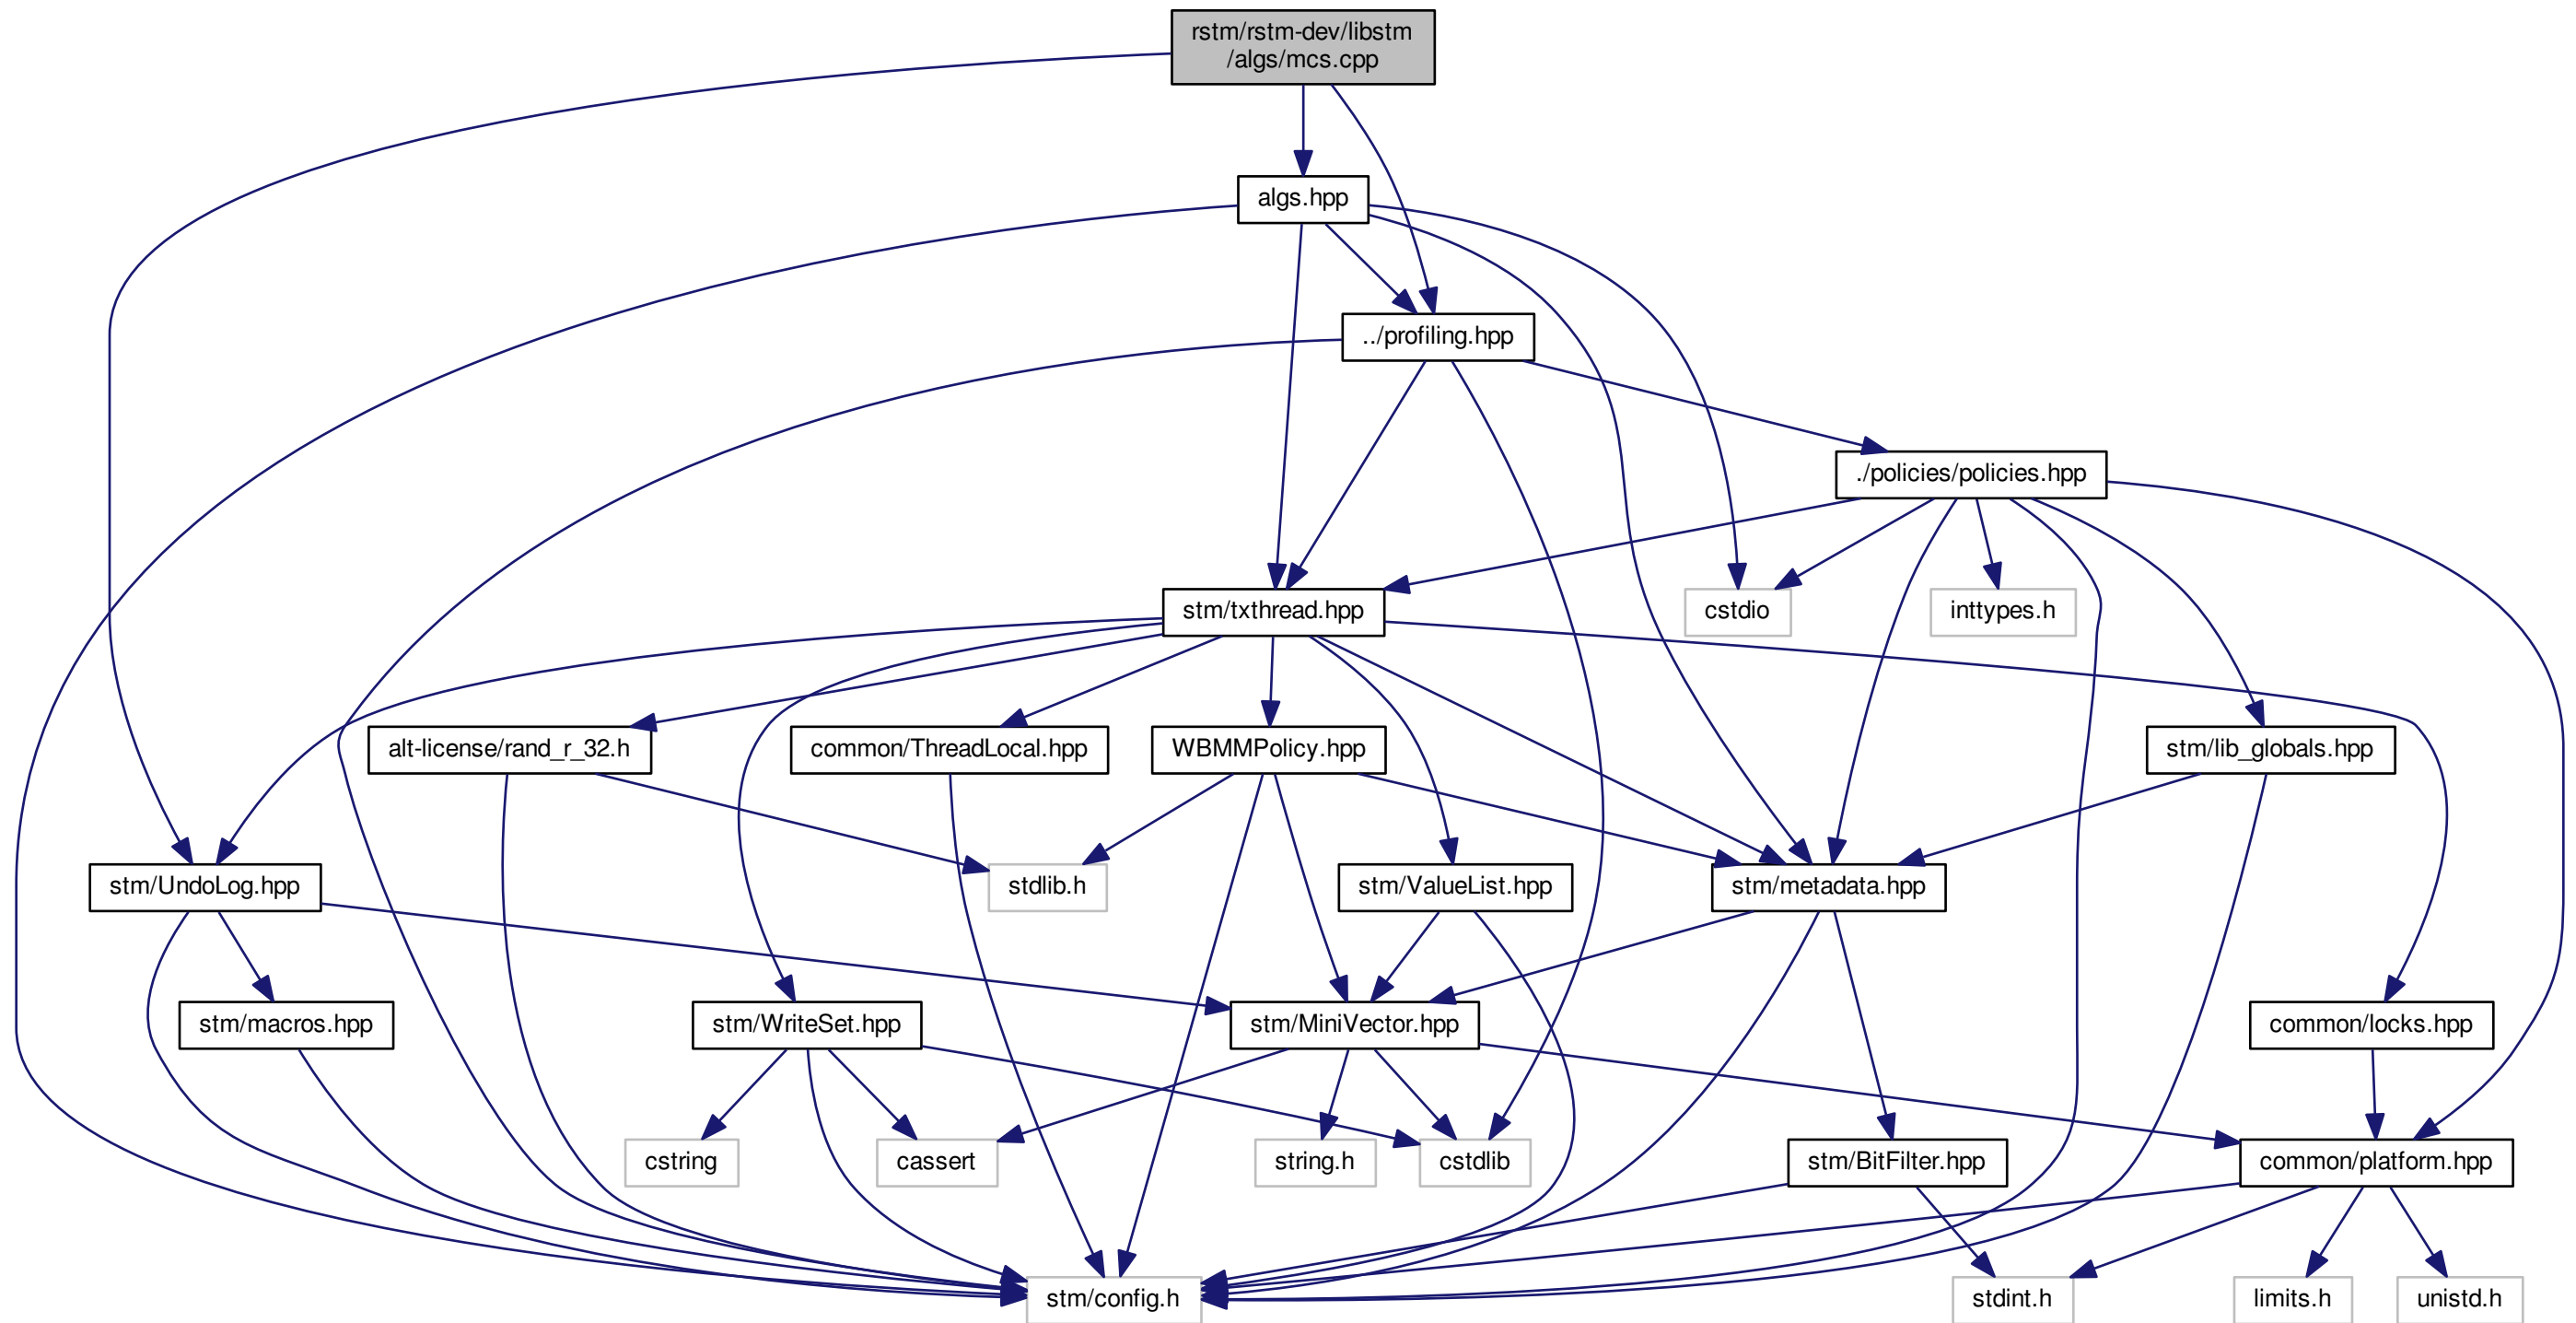 rstm/rstm-dev/libstm
/algs/mcs.cpp
algs.hpp
../profiling.hpp
./policies/policies.hpp
stm/txthread.hpp
cstdio
inttypes.h
alt-license/rand_r_32.h
common/ThreadLocal.hpp
WBMMPolicy.hpp
stm/lib_globals.hpp
stm/UndoLog.hpp
stdlib.h
stm/ValueList.hpp
stm/metadata.hpp
stm/macros.hpp
stm/WriteSet.hpp
stm/MiniVector.hpp
common/locks.hpp
cstring
cassert
string.h
cstdlib
stm/BitFilter.hpp
common/platform.hpp
stm/config.h
stdint.h
limits.h
unistd.h